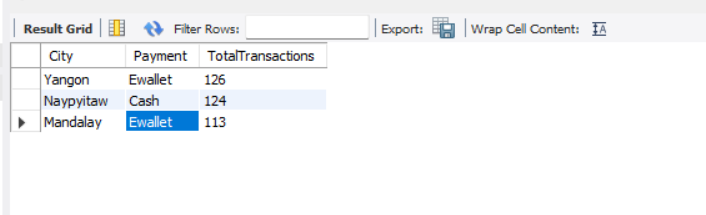 Result Grid Filter Rows: Export: Wrap Cell Content: IA
City Payment TotalTransactions
Yangon Ewallet 126
Naypyitaw Cash 124
Mandalay Ewallet 113